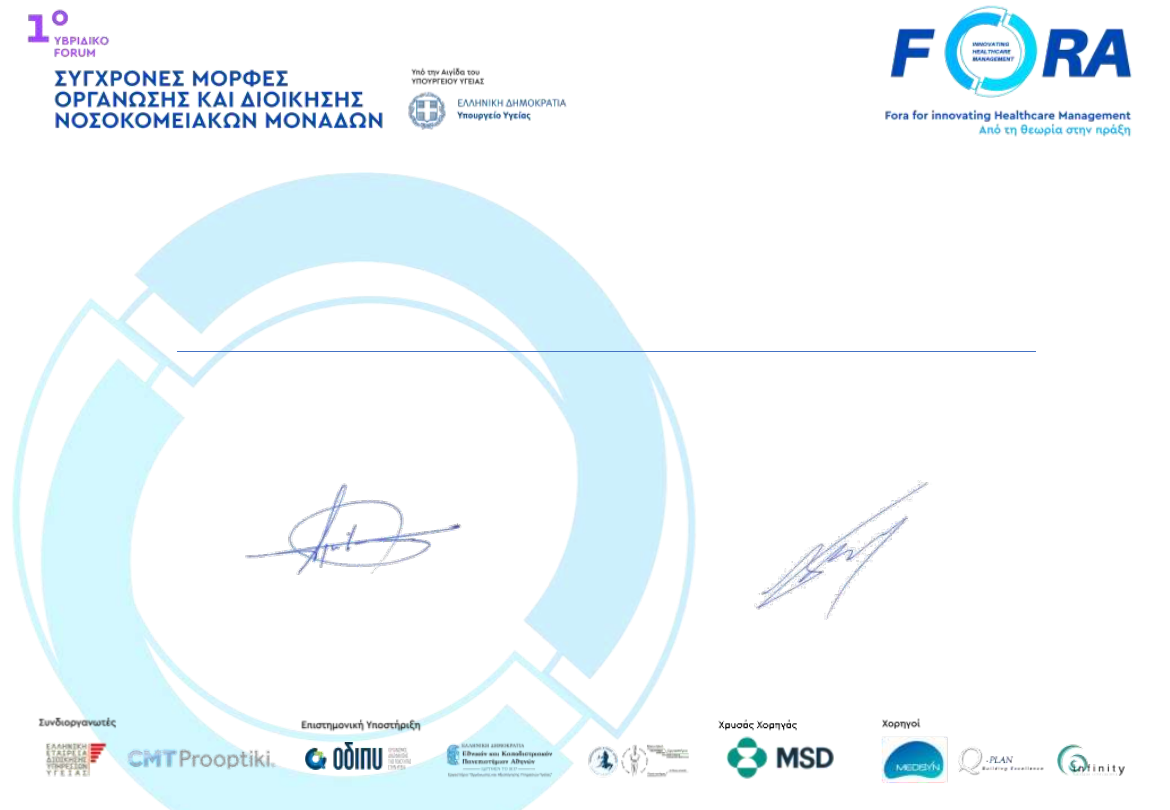 1º
ΥΒΡΙΔΙΚΟ
FORUM
ΣΥΓΧΡΟΝΕΣ ΜΟΡΦΕΣ
ΟΡΓΑΝΩΣΗΣ ΚΑΙ ΔΙΟΙΚΗΣΗΣ
ΝΟΣΟΚΟΜΕΙΑΚΩΝ ΜΟΝΑΔΩΝ
Υπό την Αιγίδα του
ΥΠΟΥΡΓΕΙΟΥ ΥΓΕΙΑΣ
ΕΛΛΗΝΙΚΗ ΔΗΜΟΚΡΑΤΙΑ
Υπουργείο Υγείας
FORA
INNOVATING
HEALTHCARE
MANAGEMENT
Fora for innovating Healthcare Management
Από τη θεωρία στην πράξη
Συνδιοργανωτές
ΕΛΛΗΝΙΚΗ
ΕΤΑΙΡΕΙΑ
ΔΙΟΙΚΗΣΗΣ
ΥΠΗΡΕΣΙΩΝ
ΥΓΕΙΑΣ
CMTProoptiki.
Επιστημονική Υποστήριξη
οδιπυ
ΕΛΛΗΝΙΚΗ ΔΗΜΟΚΡΑΤΙΑ
Εθνικόν και Καποδιστριακόν
Πανεπιστήμιον Αθηνών
Χρυσός Χορηγός
MSD
Χορηγοί
MEDISYN
Q-PLAN
Building Excellence
infinity